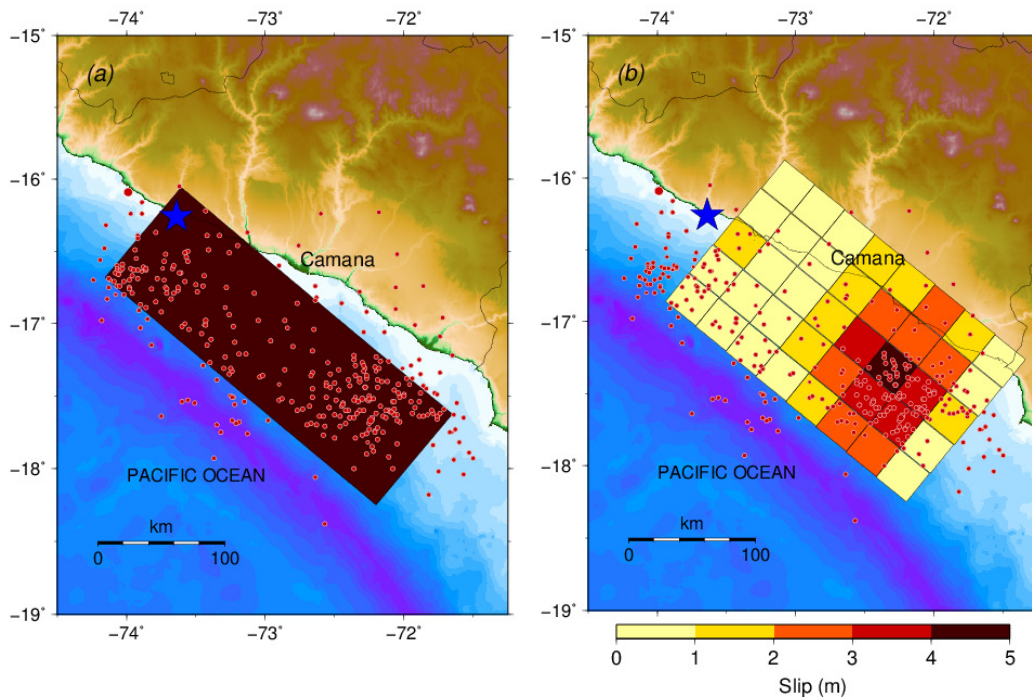 −74˚ −73˚ −72˚
−15˚
(a)
−16˚
Camana
−17˚
−18˚
PACIFIC OCEAN
km
0 100
−19˚
−74˚ −73˚ −72˚
−74˚ −73˚ −72˚
−15˚
(b)
−16˚
Camana
−17˚
−18˚
PACIFIC OCEAN
km
0 100
−19˚
0 1 2 3 4 5
Slip (m)